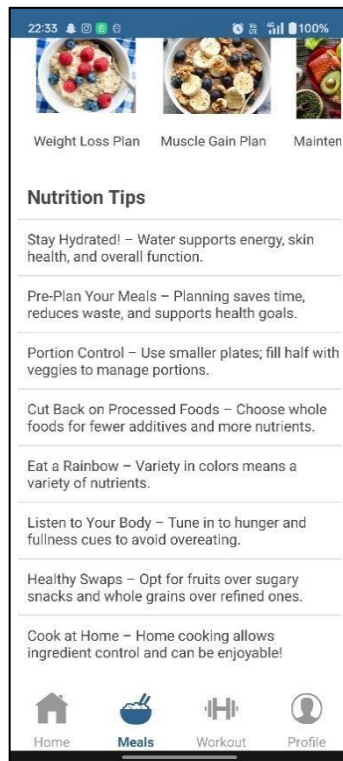 22:33 100%
Weight Loss Plan Muscle Gain Plan Mainten
Nutrition Tips
Stay Hydrated! – Water supports energy, skin
health, and overall function.
Pre-Plan Your Meals – Planning saves time,
reduces waste, and supports health goals.
Portion Control – Use smaller plates; fill half with
veggies to manage portions.
Cut Back on Processed Foods – Choose whole
foods for fewer additives and more nutrients.
Eat a Rainbow – Variety in colors means a
variety of nutrients.
Listen to Your Body – Tune in to hunger and
fullness cues to avoid overeating.
Healthy Swaps – Opt for fruits over sugary
snacks and whole grains over refined ones.
Cook at Home – Home cooking allows
ingredient control and can be enjoyable!
Home Meals Workout Profile